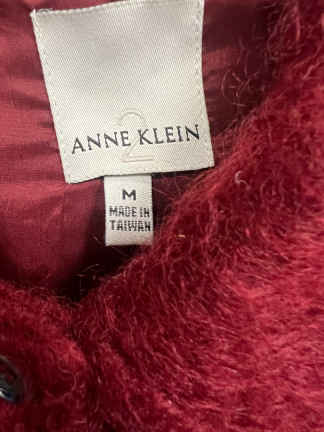 2
ANNE KLEIN
M
MADE IN
TAIWAN